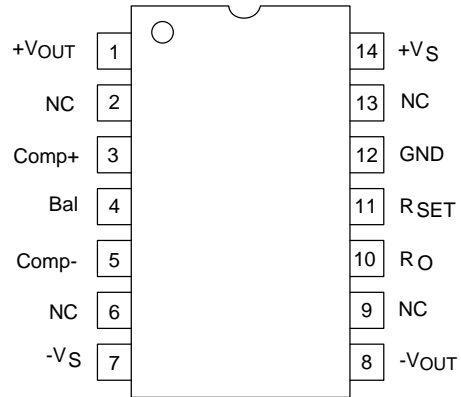 +VOUT 1 14 +VS
NC 2 13 NC
Comp+ 3 12 GND
Bal 4 11 RSET
Comp- 5 10 RO
NC 6 9 NC
-VS 7 8 -VOUT